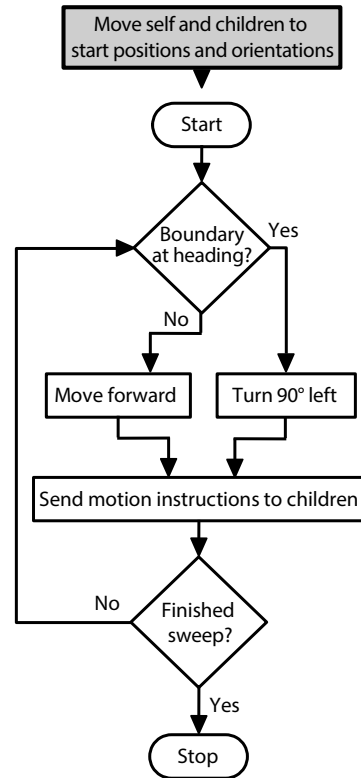 Move self and children to
start positions and orientations
Start
Boundary
at heading?
Yes
No
Move forward
Turn 90° left
Send motion instructions to children
No
Finished
sweep?
Yes
Stop